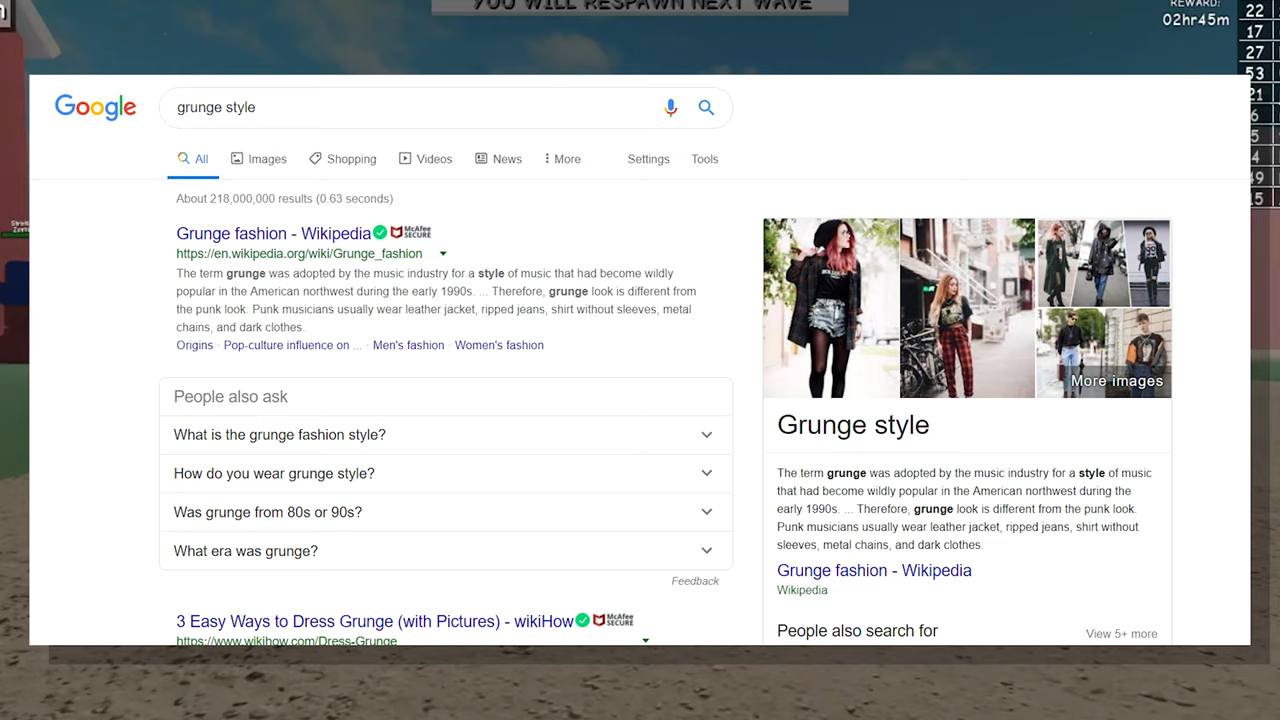 YOU WILL RESPAWN NEXT WAVE
REWARD:
02hr45m
22
17
27
53
21
6
5
4
49
15
Google
grunge style
All
Images
Shopping
Videos
News
More
Settings
Tools
About 218,000,000 results (0.63 seconds)
Grunge fashion - Wikipedia
McAfee
SECURE
https://en.wikipedia.org/wiki/Grunge_fashion
The term grunge was adopted by the music industry for a style of music that had become wildly
popular in the American northwest during the early 1990s. ... Therefore, grunge look is different from
the punk look. Punk musicians usually wear leather jacket, ripped jeans, shirt without sleeves, metal
chains, and dark clothes.
Origins · Pop-culture influence on ... · Men's fashion · Women's fashion
People also ask
What is the grunge fashion style?
How do you wear grunge style?
Was grunge from 80s or 90s?
What era was grunge?
Feedback
3 Easy Ways to Dress Grunge (with Pictures) - wikiHow
McAfee
SECURE
https://www.wikihow.com/Dress-Grunge
More images
Grunge style
The term grunge was adopted by the music industry for a style of music
that had become wildly popular in the American northwest during the
early 1990s. ... Therefore, grunge look is different from the punk look.
Punk musicians usually wear leather jacket, ripped jeans, shirt without
sleeves, metal chains, and dark clothes.
Grunge fashion - Wikipedia
Wikipedia
People also search for
View 5+ more